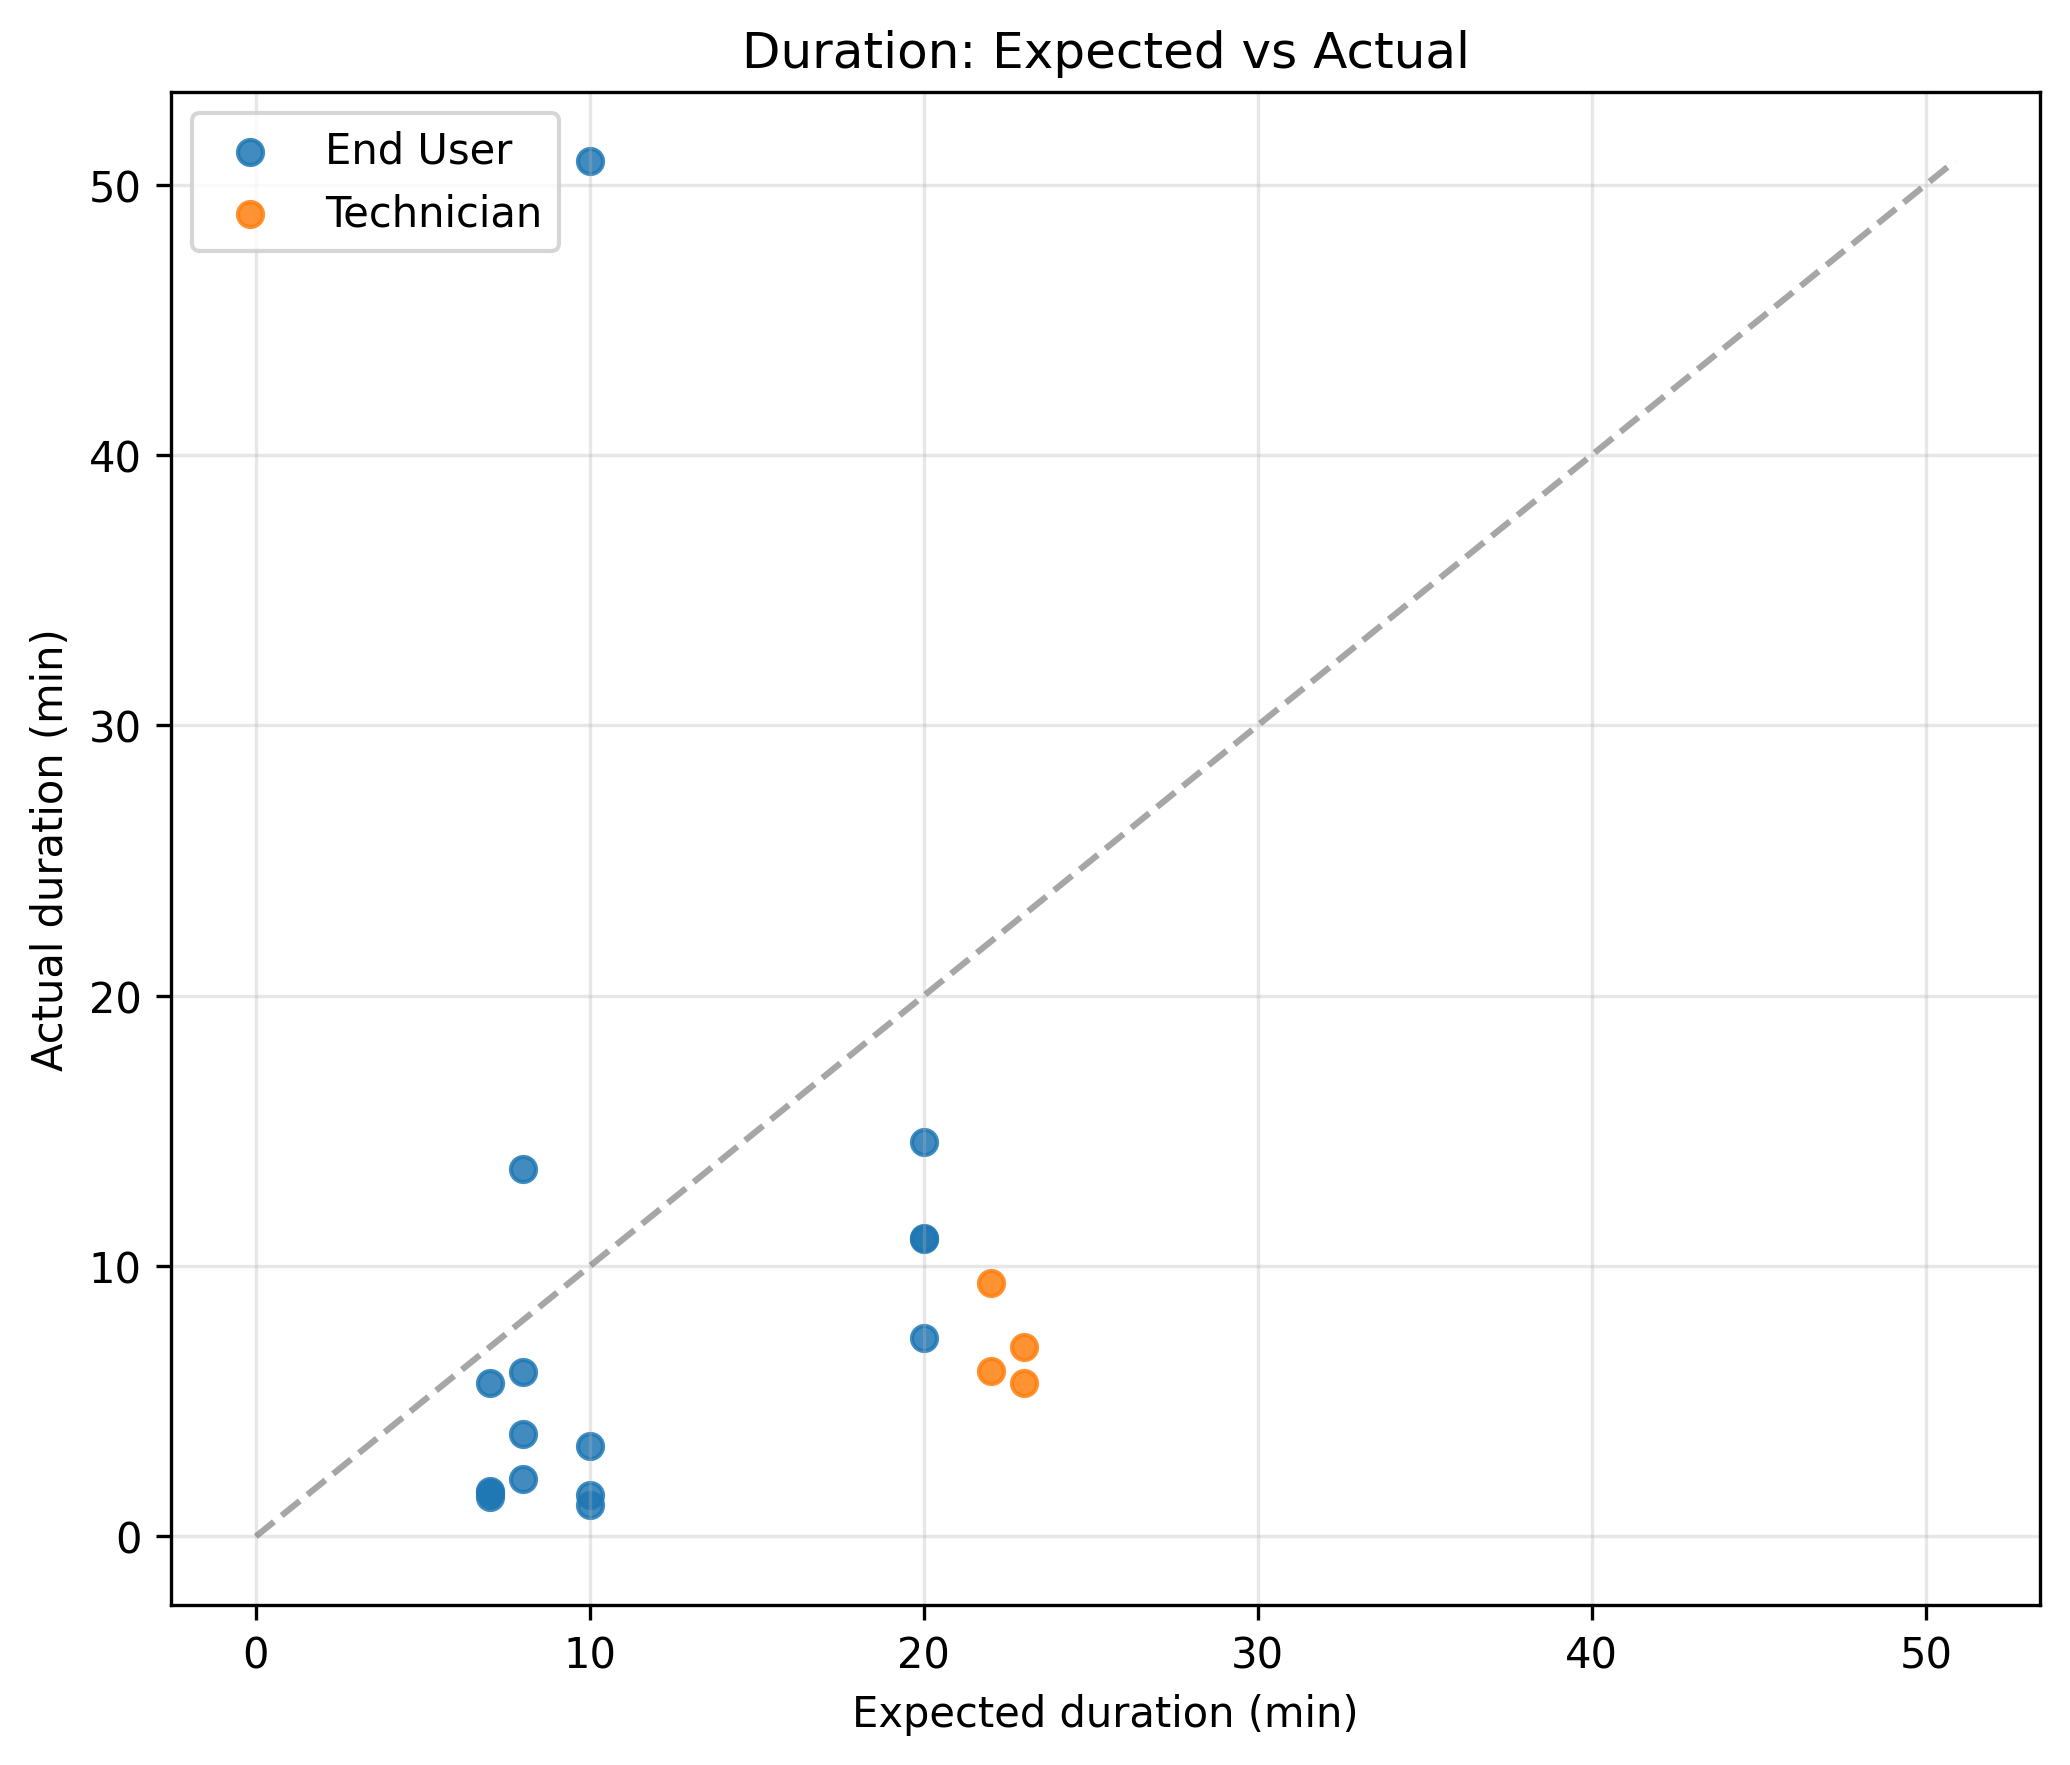 Duration: Expected vs Actual
End User
Technician
50
40
30
20
10
0
Actual duration (min)
0 10 20 30 40 50
Expected duration (min)